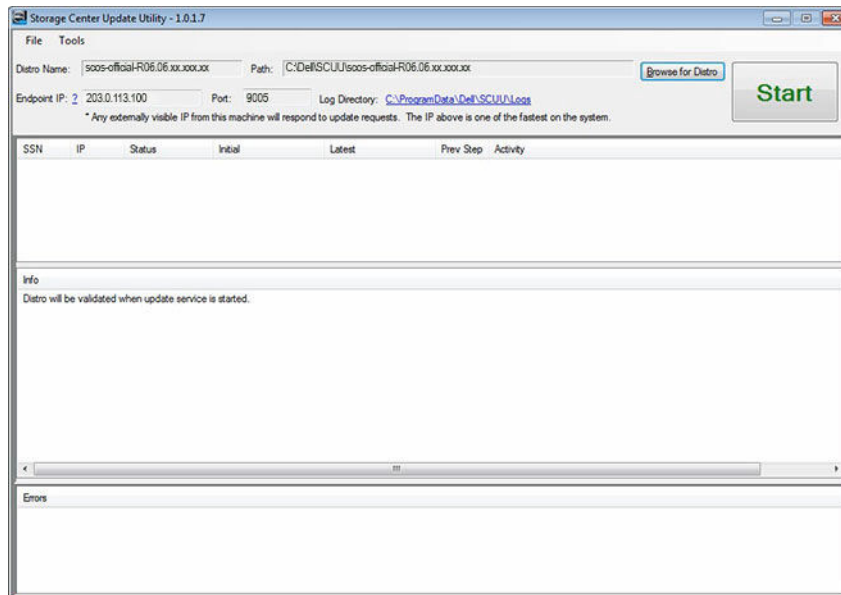 Storage Center Update Utility - 1.0.1.7
File Tools
Distro Name: scos-official-R06.06.xx.xxx.xx Path: C:\Dell\SCUU\scos-official-R06.06.xx.xxx.xx Browse for Distro
Start
Endpoint IP: ? 203.0.113.100 Port: 9005 Log Directory: C:\ProgramData\Dell\SCUU\Logs
* Any externally visible IP from this machine will respond to update requests. The IP above is one of the fastest on the system.
SSN IP Status Initial Latest Prev Step Activity
Info
Distro will be validated when update service is started.
Errors